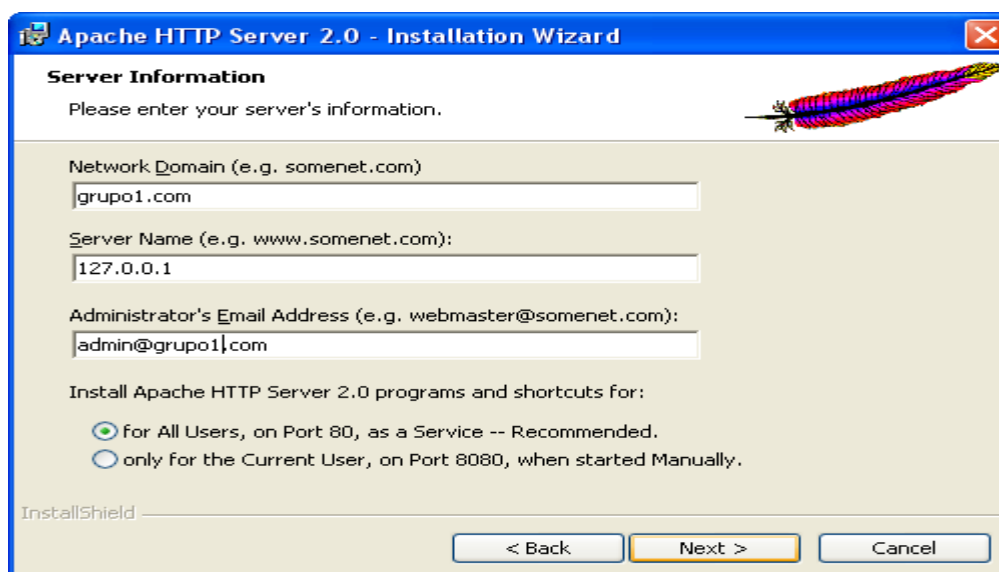 Apache HTTP Server 2.0 - Installation Wizard
Server Information
Please enter your server's information.
Network Domain (e.g. somenet.com)
grupo1.com
Server Name (e.g. www.somenet.com):
127.0.0.1
Administrator's Email Address (e.g. webmaster@somenet.com):
admin@grupo1.com
Install Apache HTTP Server 2.0 programs and shortcuts for:
for All Users, on Port 80, as a Service -- Recommended.
only for the Current User, on Port 8080, when started Manually.
InstallShield
< Back Next > Cancel